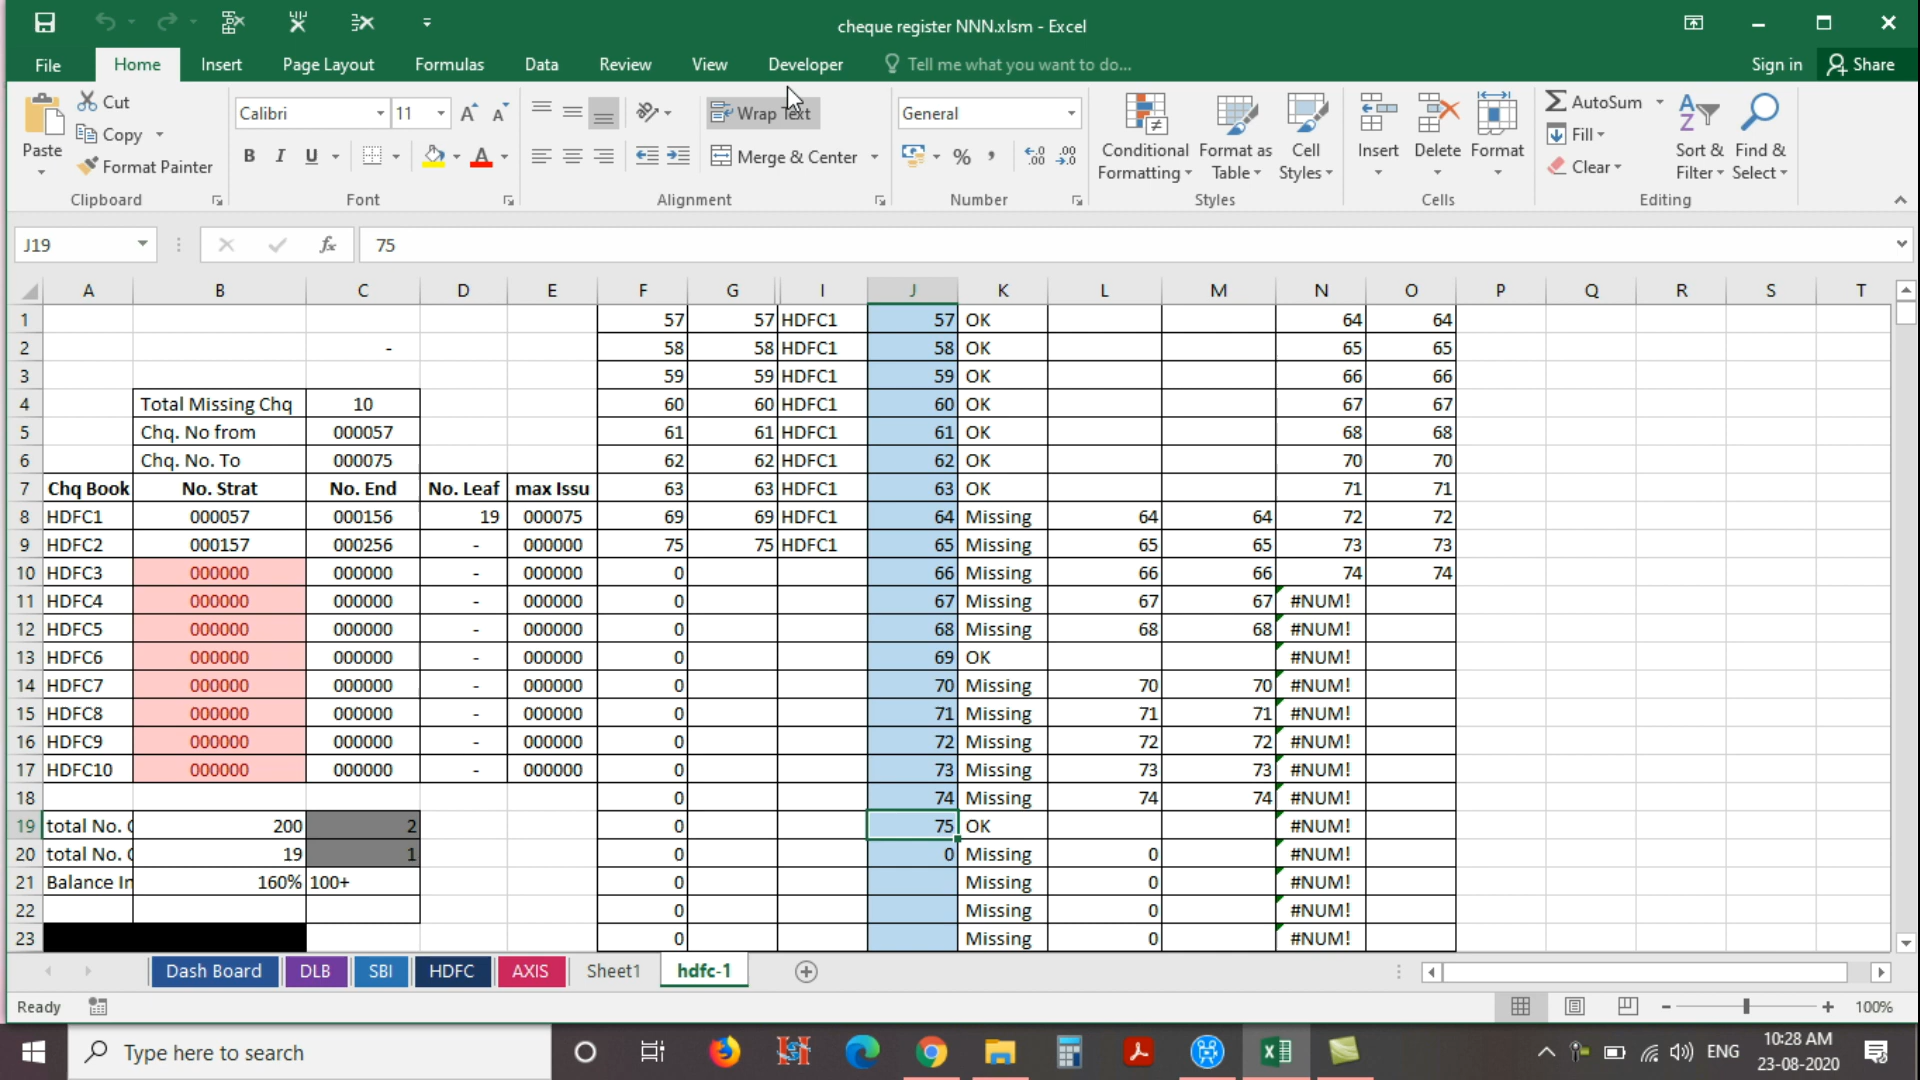 cheque register NNN.xlsm - Excel
File Home Insert Page Layout Formulas Data Review View Developer Tell me what you want to do... Sign in Share
Cut
Copy
Format Painter
Paste
Clipboard
Calibri 11
B I U
Font
Wrap Text
Merge & Center
Alignment
General
Number
Conditional Formatting
Format as Table
Cell Styles
Styles
Insert Delete Format
Cells
AutoSum
Fill
Clear
Sort & Filter
Find & Select
Editing
J19 fx 75
A B C D E F G I J K L M N O P Q R S T
1 57 57 HDFC1 57 OK 64 64
2 - 58 58 HDFC1 58 OK 65 65
3 59 59 HDFC1 59 OK 66 66
4 Total Missing Chq 10 60 60 HDFC1 60 OK 67 67
5 Chq. No from 000057 61 61 HDFC1 61 OK 68 68
6 Chq. No. To 000075 62 62 HDFC1 62 OK 70 70
7 Chq Book No. Strat No. End No. Leaf max Issu 63 63 HDFC1 63 OK 71 71
8 HDFC1 000057 000156 19 000075 69 69 HDFC1 64 Missing 64 64 72 72
9 HDFC2 000157 000256 - 000000 75 75 HDFC1 65 Missing 65 65 73 73
10 HDFC3 000000 000000 - 000000 0 66 Missing 66 66 74 74
11 HDFC4 000000 000000 - 000000 0 67 Missing 67 67 #NUM!
12 HDFC5 000000 000000 - 000000 0 68 Missing 68 68 #NUM!
13 HDFC6 000000 000000 - 000000 0 69 OK #NUM!
14 HDFC7 000000 000000 - 000000 0 70 Missing 70 70 #NUM!
15 HDFC8 000000 000000 - 000000 0 71 Missing 71 71 #NUM!
16 HDFC9 000000 000000 - 000000 0 72 Missing 72 72 #NUM!
17 HDFC10 000000 000000 - 000000 0 73 Missing 73 73 #NUM!
18 0 74 Missing 74 74 #NUM!
19 total No. 200 2 0 75 OK #NUM!
20 total No. 19 1 0 0 Missing 0 #NUM!
21 Balance In 160% 100+ 0 Missing 0 #NUM!
22 0 Missing 0 #NUM!
23 0 Missing 0 #NUM!
Dash Board DLB SBI HDFC AXIS Sheet1 hdfc-1
Ready 100%
Type here to search ENG 10:28 AM
23-08-2020